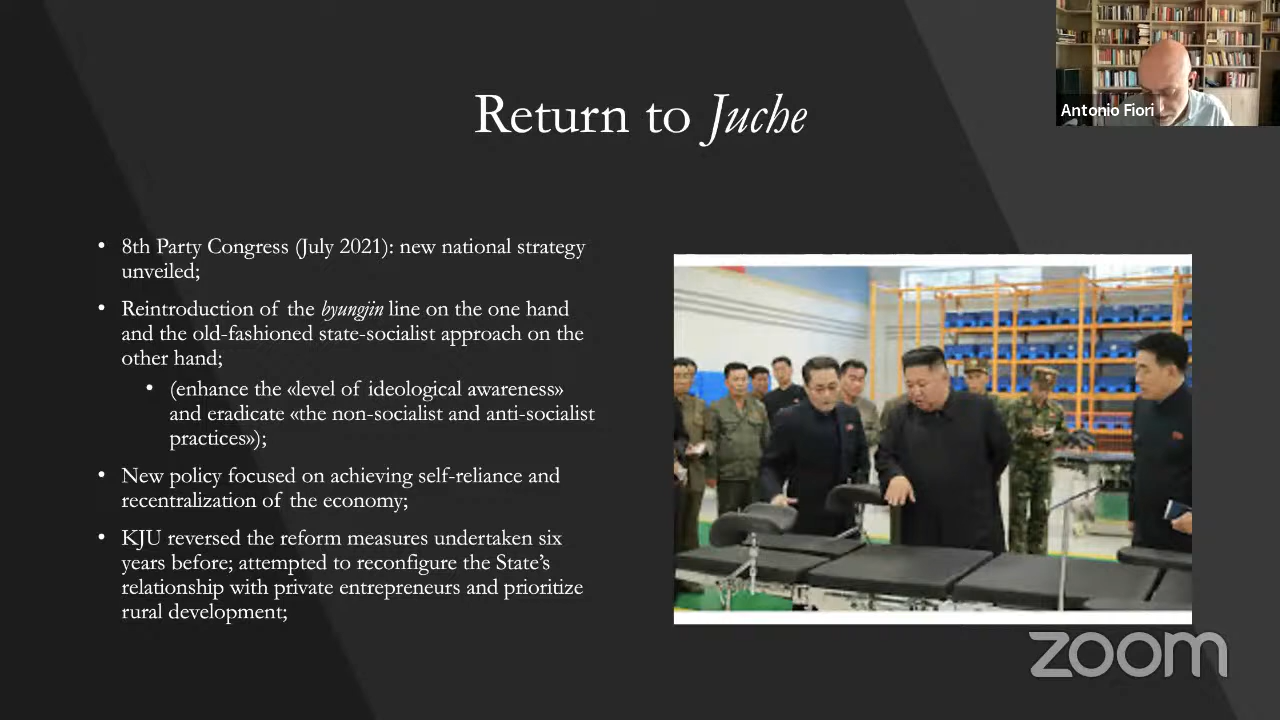 Antonio Fiori
Return to Juche
• 8th Party Congress (July 2021): new national strategy
unveiled;
• Reintroduction of the byungjin line on the one hand
and the old-fashioned state-socialist approach on the
other hand;
• (enhance the «level of ideological awareness»
and eradicate «the non-socialist and anti-socialist
practices»);
• New policy focused on achieving self-reliance and
recentralization of the economy;
• KJU reversed the reform measures undertaken six
years before; attempted to reconfigure the State’s
relationship with private entrepreneurs and prioritize
rural development;
zoom